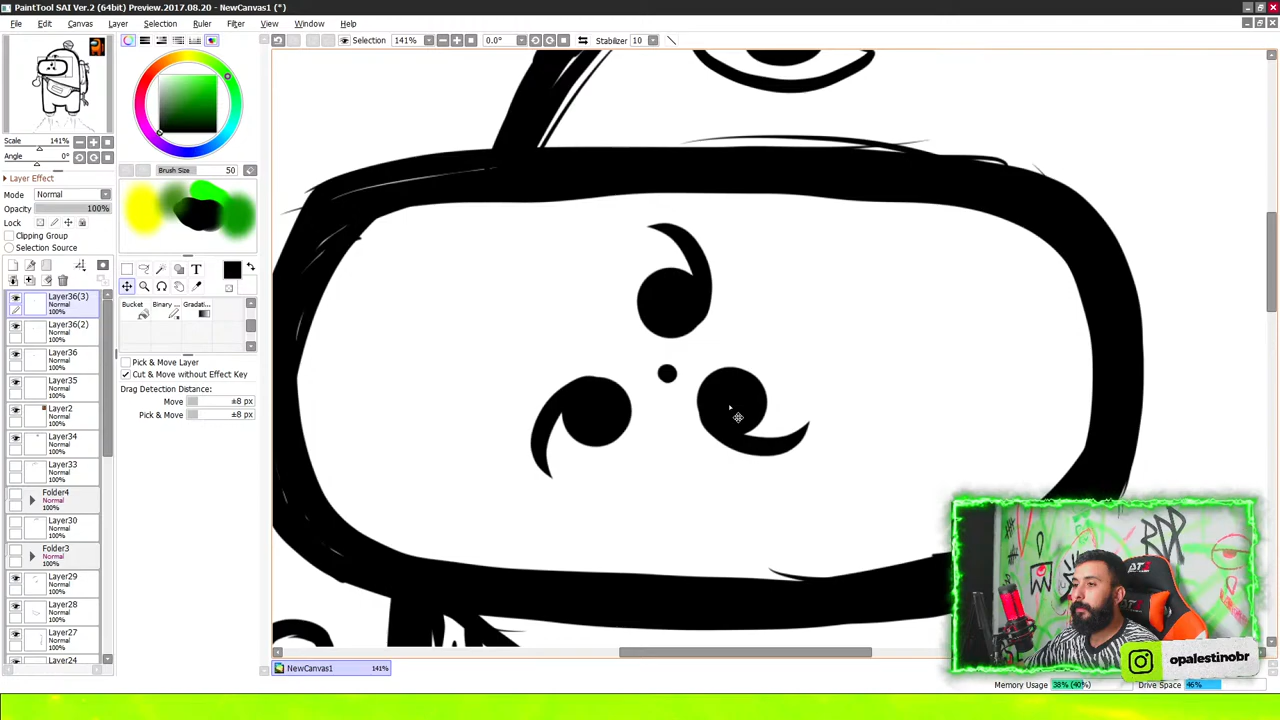 PaintTool SAI Ver.2 (64bit) Preview.2017.08.20 - NewCanvas1 (*)
File Edit Canvas Layer Selection Ruler Filter View Window Help
Selection 141% 0.0° Stabilizer 10
Scale 141%
Angle 0°
Layer Effect
Mode Normal
Opacity 100%
Lock
Clipping Group
Selection Source
Layer36(3)
Normal
100%
Layer36(2)
Normal
100%
Layer36
Normal
100%
Layer35
Normal
100%
Layer2
Normal
100%
Layer34
Normal
100%
Layer33
Normal
100%
Folder4
Normal
100%
Layer30
Normal
100%
Folder3
Normal
100%
Layer29
Normal
100%
Layer28
Normal
100%
Layer27
Normal
100%
Layer24
Brush Size 50
T
Bucket Binary ... Gradati...
Pick & Move Layer
Cut & Move without Effect Key
Drag Detection Distance:
Move ±8 px
Pick & Move ±8 px
NewCanvas1 141%
opalestinobr
Memory Usage 38% (40%) Drive Space 46%